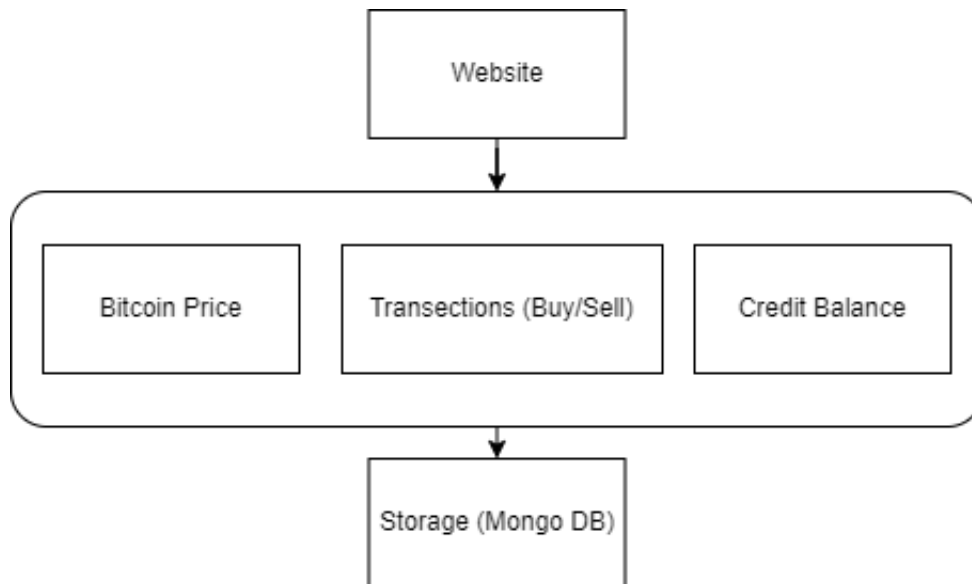 Website
Bitcoin Price
Transections (Buy/Sell)
Credit Balance
Storage (Mongo DB)